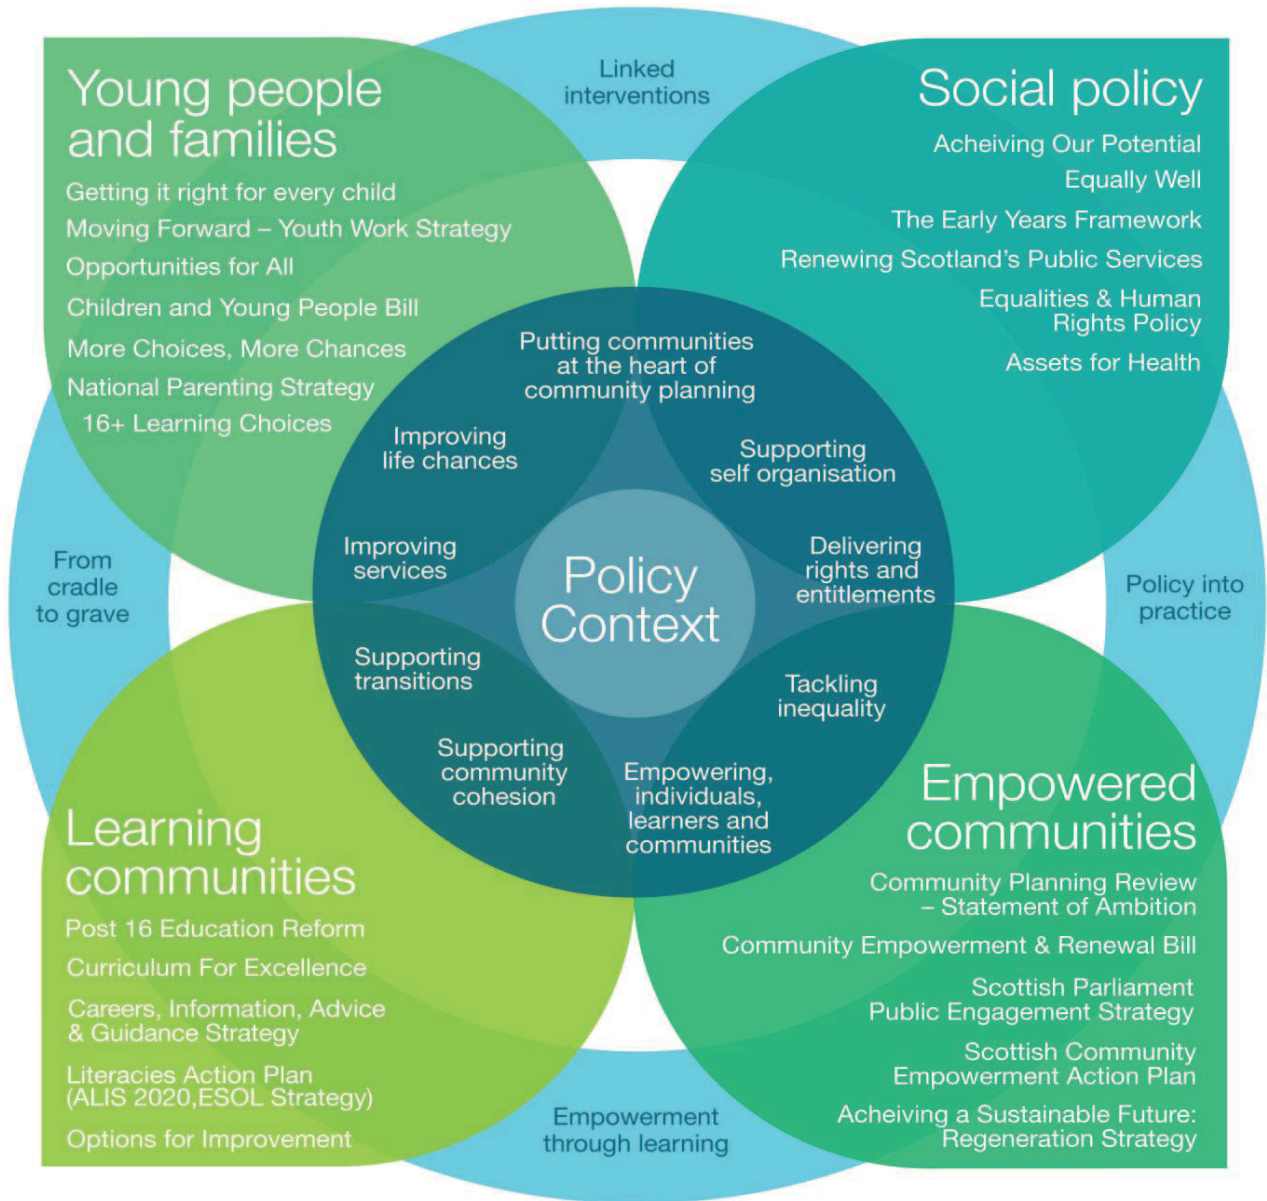 Linked
interventions
Young people
and families
Getting it right for every child
Moving Forward – Youth Work Strategy
Opportunities for All
Children and Young People Bill
More Choices, More Chances
National Parenting Strategy
16+ Learning Choices
Social policy
Acheiving Our Potential
Equally Well
The Early Years Framework
Renewing Scotland's Public Services
Equalities & Human
Rights Policy
Assets for Health
Putting communities
at the heart of
community planning
Improving
life chances
Supporting
self organisation
Improving
services
Delivering
rights and
entitlements
Policy
Context
From
cradle
to grave
Policy into
practice
Supporting
transitions
Tackling
inequality
Supporting
community
cohesion
Empowering,
individuals,
learners and
communities
Learning
communities
Post 16 Education Reform
Curriculum For Excellence
Careers, Information, Advice
& Guidance Strategy
Literacies Action Plan
(ALIS 2020,ESOL Strategy)
Options for Improvement
Empowered
communities
Community Planning Review
– Statement of Ambition
Community Empowerment & Renewal Bill
Scottish Parliament
Public Engagement Strategy
Scottish Community
Empowerment Action Plan
Acheiving a Sustainable Future:
Regeneration Strategy
Empowerment
through learning